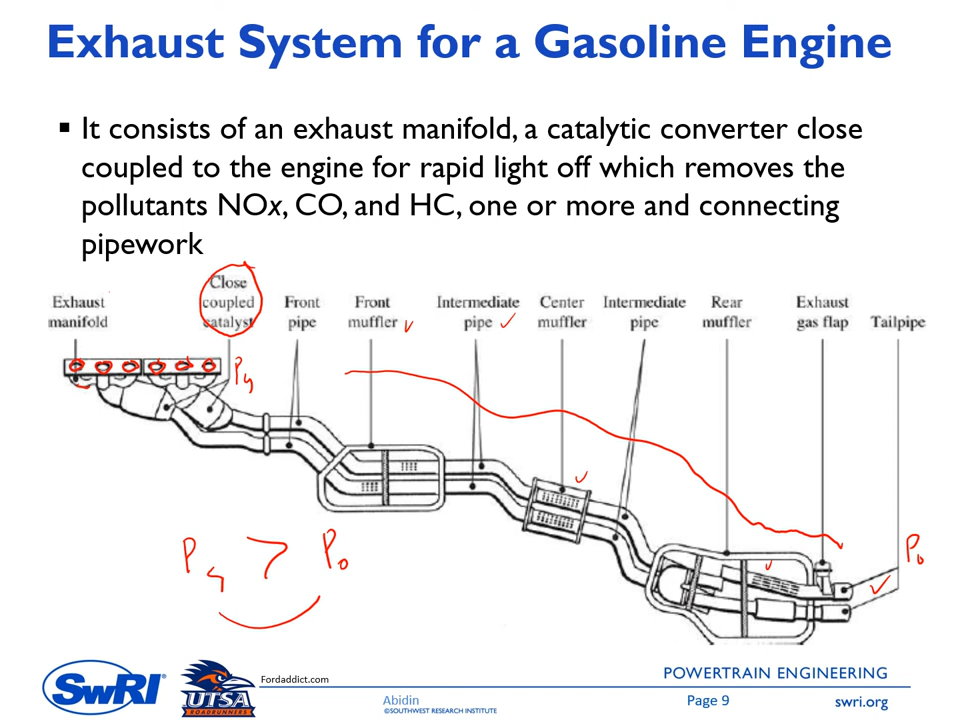 Exhaust System for a Gasoline Engine
▪ It consists of an exhaust manifold, a catalytic converter close
coupled to the engine for rapid light off which removes the
pollutants NOx, CO, and HC, one or more and connecting
pipework
Exhaust manifold
Close coupled catalyst
Front pipe
Front muffler
Intermediate pipe
Center muffler
Intermediate pipe
Rear muffler
Exhaust gas flap
Tailpipe
P4
P4 > P0
P0
SwRI
UTSA
ROADRUNNERS
Fordaddict.com
Abidin
©SOUTHWEST RESEARCH INSTITUTE
POWERTRAIN ENGINEERING
Page 9
swri.org